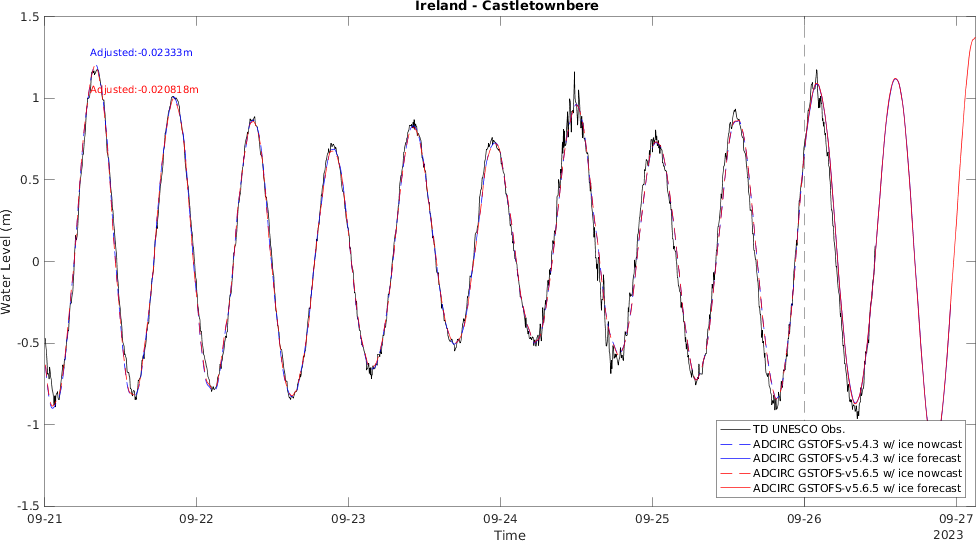 Ireland - Castletownbere
1.5
1
0.5
0
-0.5
-1
-1.5
Water Level (m)
Adjusted:-0.02333m
Adjusted:-0.020818m
TD UNESCO Obs.
ADCIRC GSTOFS-v5.4.3 w/ ice nowcast
ADCIRC GSTOFS-v5.4.3 w/ ice forecast
ADCIRC GSTOFS-v5.6.5 w/ ice nowcast
ADCIRC GSTOFS-v5.6.5 w/ ice forecast
09-21 09-22 09-23 09-24 09-25 09-26 09-27
Time
2023